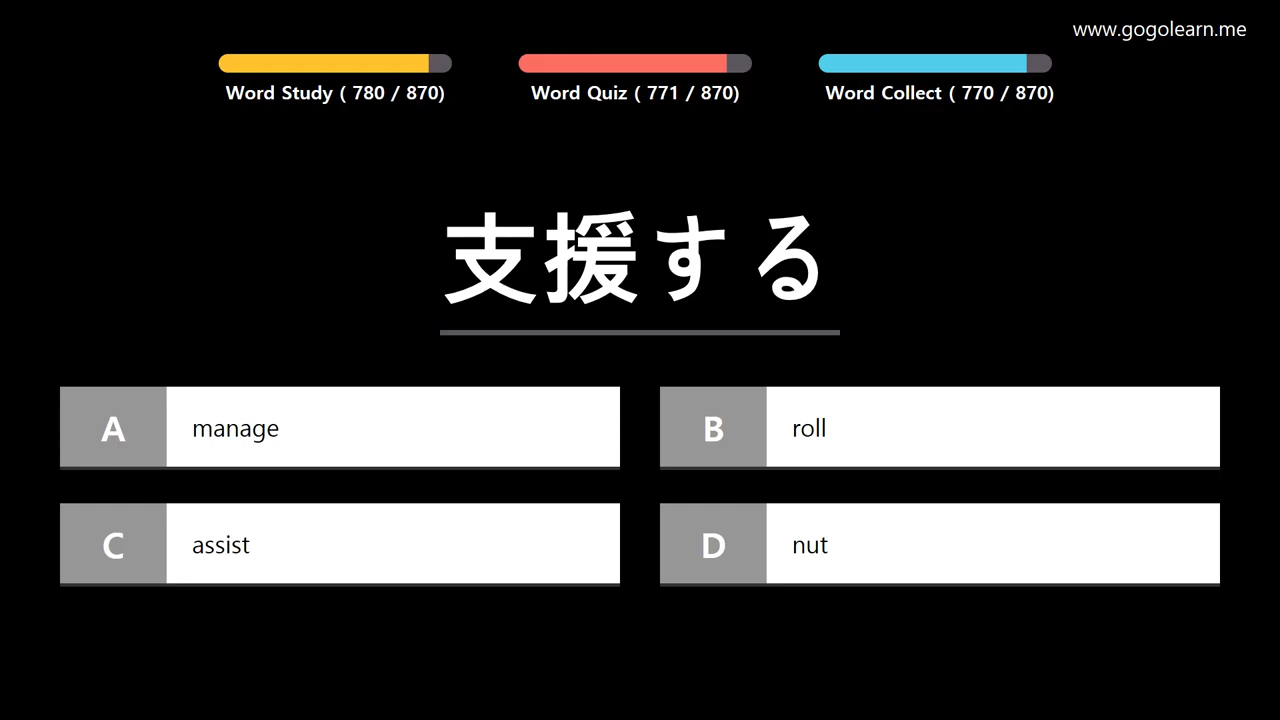 www.gogolearn.me
Word Study ( 780 / 870)
Word Quiz ( 771 / 870)
Word Collect ( 770 / 870)
支援する
A manage
B roll
C assist
D nut